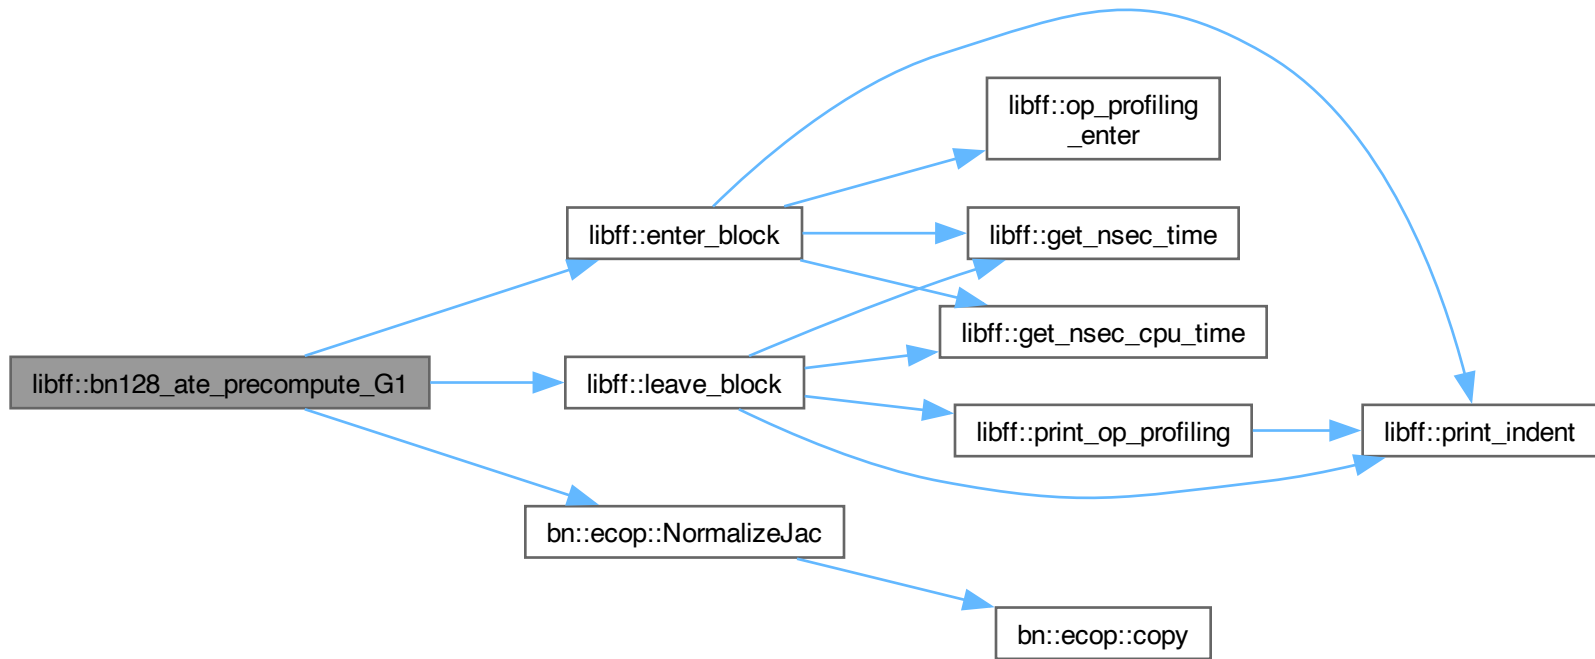 libff::bn128_ate_precompute_G1
libff::enter_block
libff::leave_block
bn::ecop::NormalizeJac
libff::op_profiling
_enter
libff::get_nsec_time
libff::get_nsec_cpu_time
libff::print_op_profiling
bn::ecop::copy
libff::print_indent